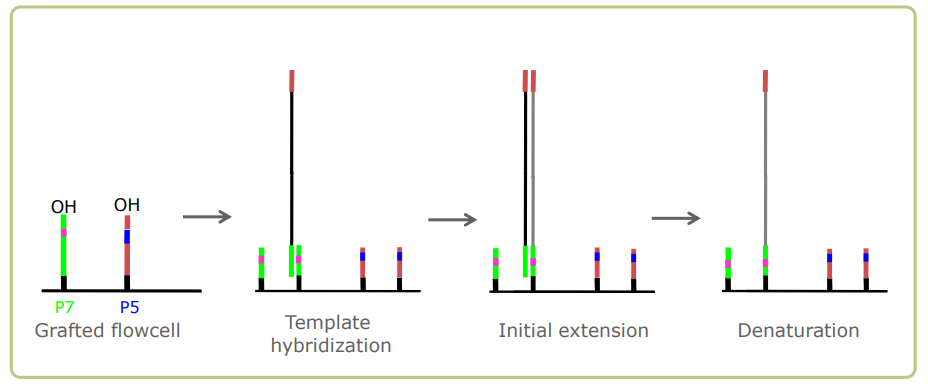 OH
OH
P7
P5
Grafted flowcell
Template
hybridization
Initial extension
Denaturation